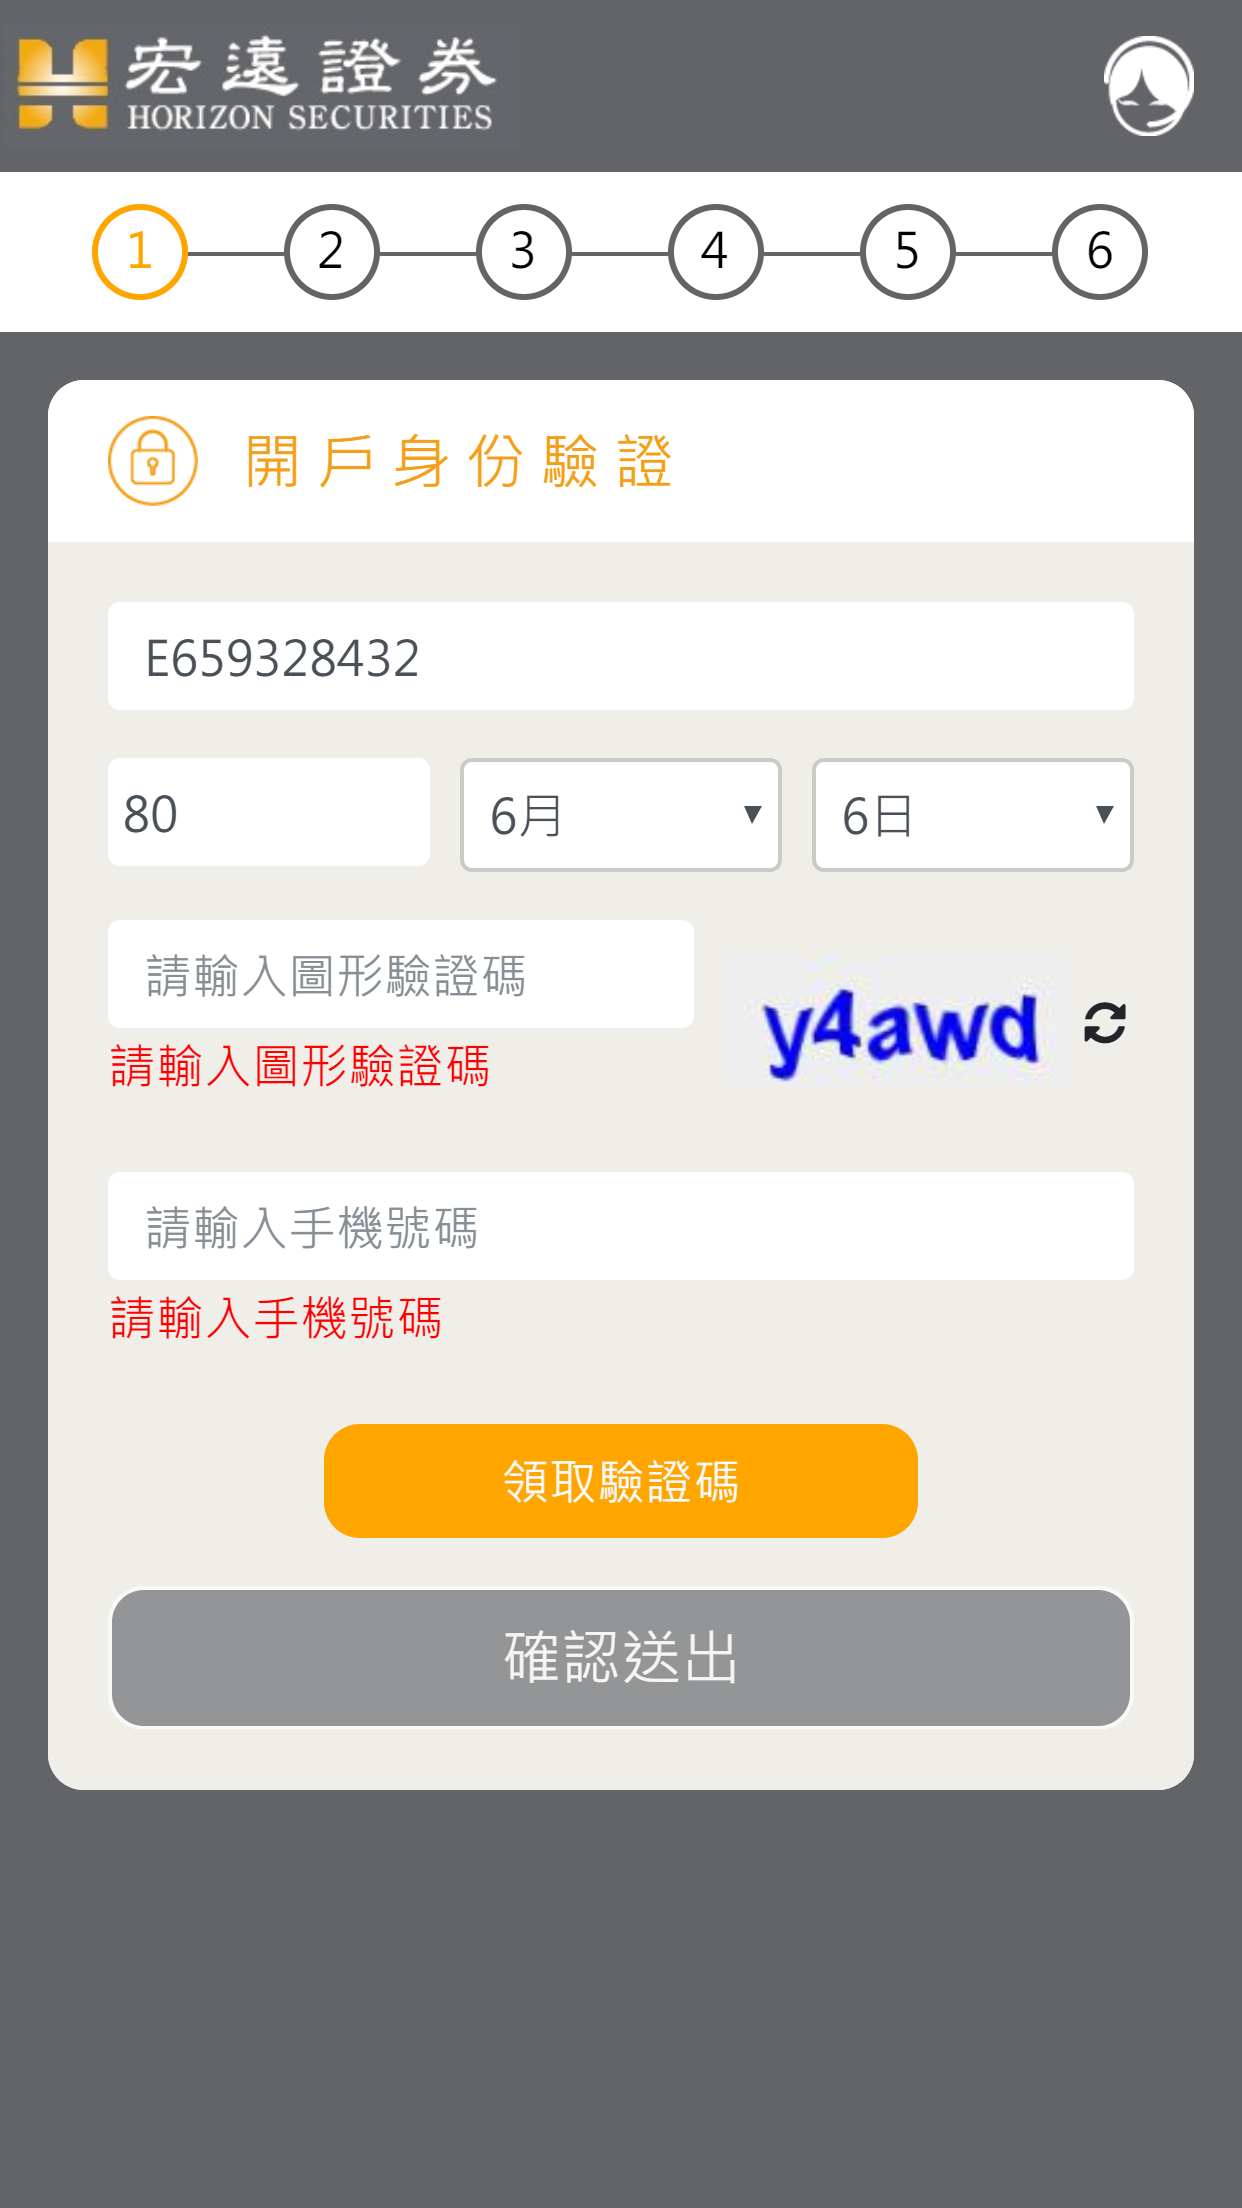 宏遠證券
HORIZON SECURITIES
1 2 3 4 5 6
開戶身份驗證
E659328432
80 6月 6日
請輸入圖形驗證碼
y4awd
請輸入圖形驗證碼
請輸入手機號碼
請輸入手機號碼
領取驗證碼
確認送出